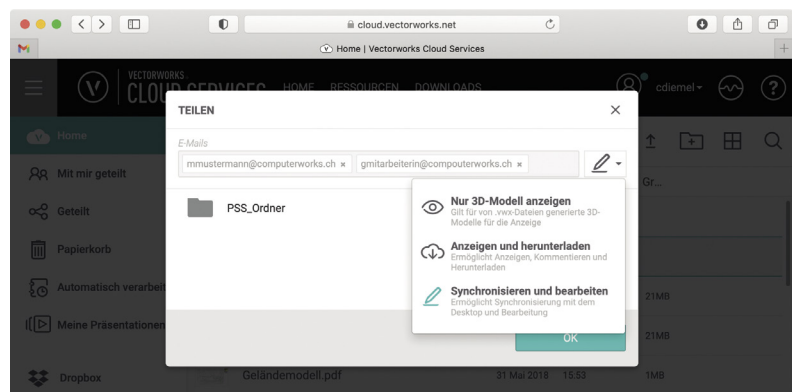 cloud.vectorworks.net
Home | Vectorworks Cloud Services
VECTORWORKS
CLOUD SERVICES HOME RESSOURCEN DOWNLOADS cdiemel
TEILEN
Home
E-Mails
mmustermann@computerworks.ch × gmitarbeiterin@compouterworks.ch ×
Mit mir geteilt
Gr...
PSS_Ordner
Nur 3D-Modell anzeigen
Gilt für von .vwx-Dateien generierte 3D-
Modelle für die Anzeige
Geteilt
Anzeigen und herunterladen
Ermöglicht Anzeigen, Kommentieren und
Herunterladen
Papierkorb
Synchronisieren und bearbeiten
Ermöglicht Synchronisierung mit dem
Desktop und Bearbeitung
Automatisch verarbeit
21MB
Meine Präsentationen
OK
21MB
Dropbox
Geländemodell.pdf 31 Mai 2018 15:53 1MB